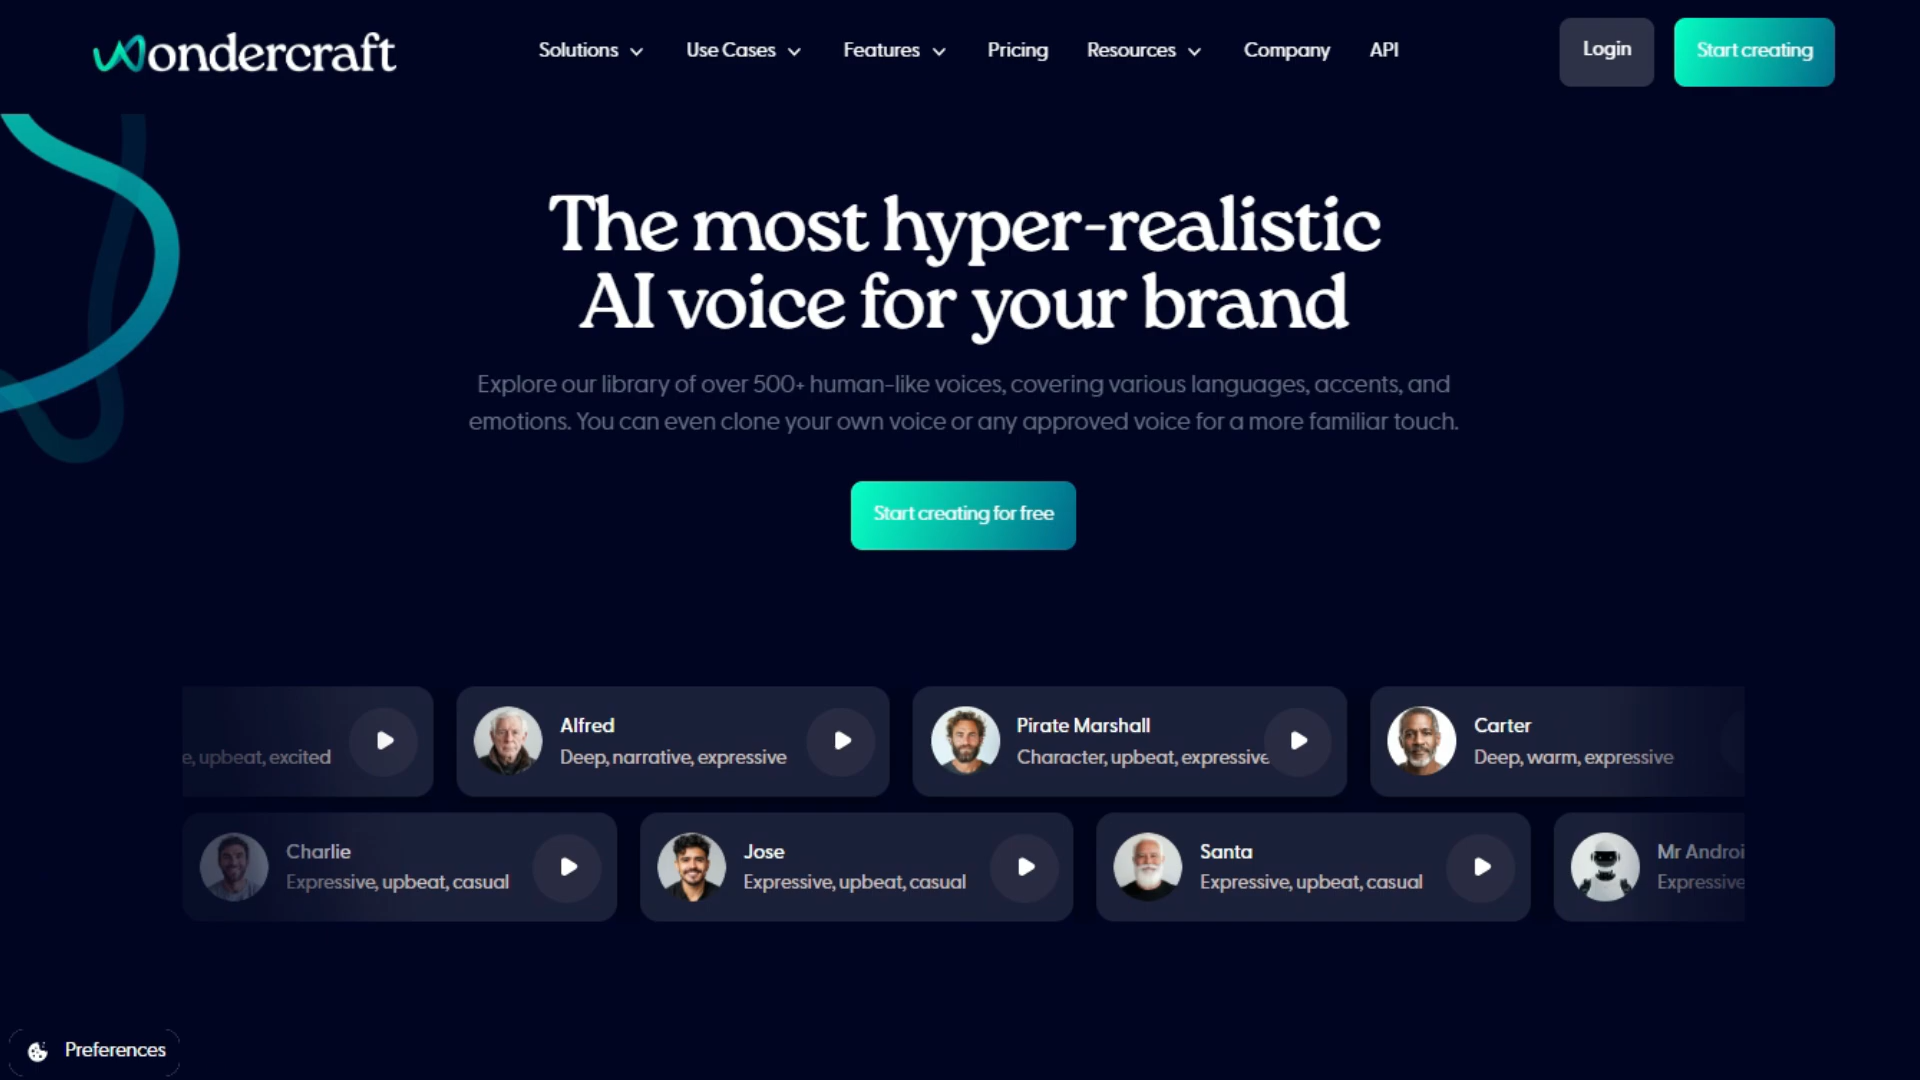 wondercraft
Solutions
Use Cases
Features
Pricing
Resources
Company
API
Login
Start creating
The most hyper-realistic
AI voice for your brand
Explore our library of over 500+ human-like voices, covering various languages, accents, and
emotions. You can even clone your own voice or any approved voice for a more familiar touch.
Start creating for free
e, upbeat, excited
Alfred
Deep, narrative, expressive
Pirate Marshall
Character, upbeat, expressive
Carter
Deep, warm, expressive
Charlie
Expressive, upbeat, casual
Jose
Expressive, upbeat, casual
Santa
Expressive, upbeat, casual
Mr Androi
Expressive
Preferences